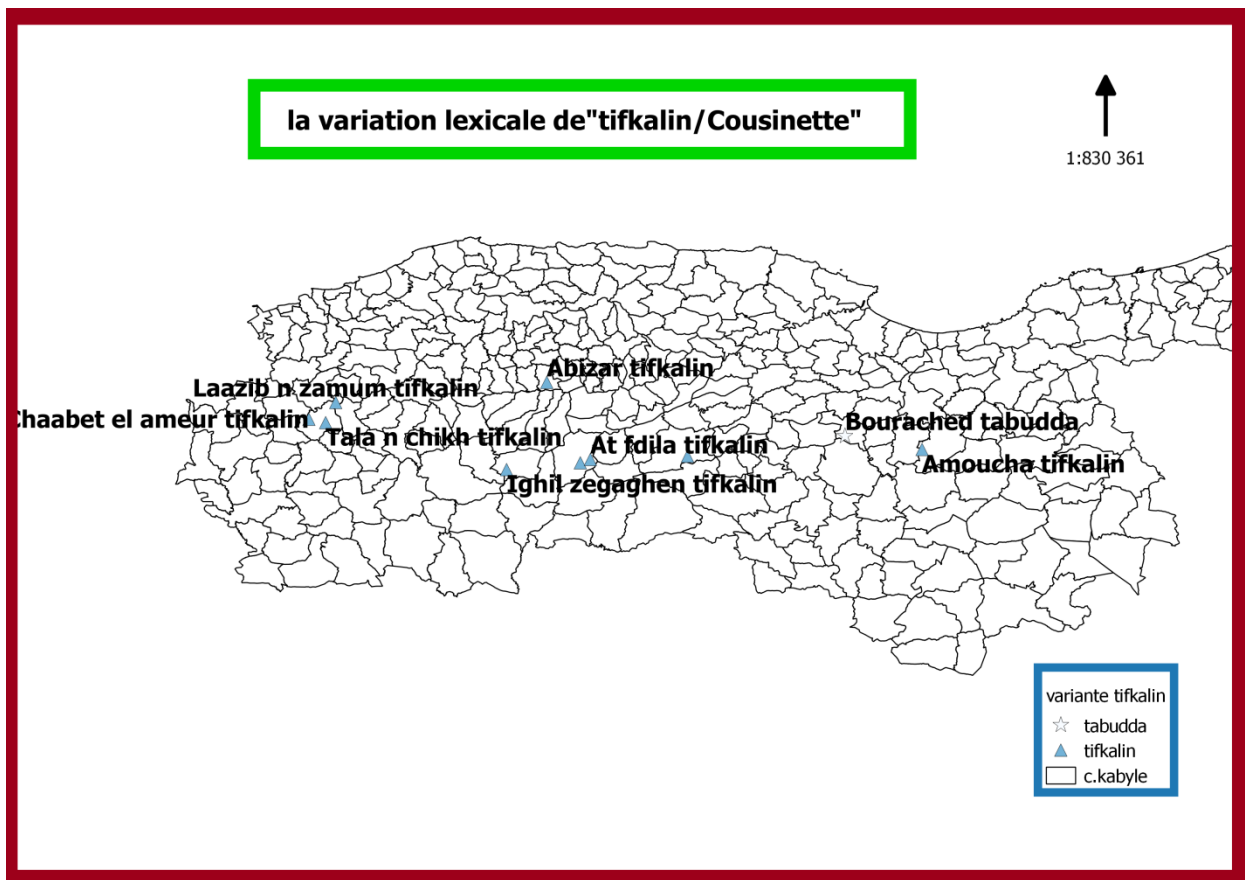 la variation lexicale de"tifkalin/Cousinette"
1:830 361
Abizar tifkalin
Laazib n zamum tifkalin
Chaabet el ameur tifkalin
Tala n chikh tifkalin
At fdila tifkalin
Bourached tabudda
Amoucha tifkalin
Ighil zegaghen tifkalin
variante tifkalin
tabudda
tifkalin
c.kabyle